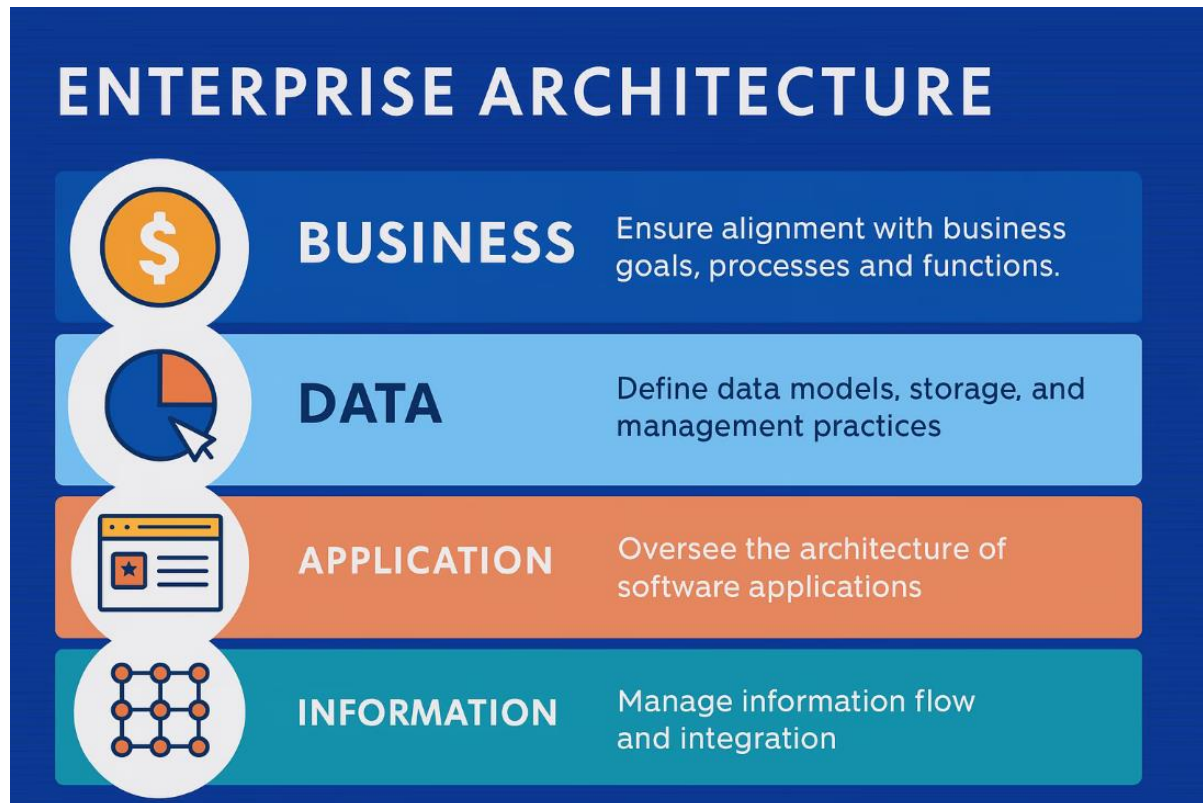 ENTERPRISE ARCHITECTURE
$
BUSINESS
Ensure alignment with business
goals, processes and functions.
DATA
Define data models, storage, and
management practices
APPLICATION
Oversee the architecture of
software applications
INFORMATION
Manage information flow
and integration